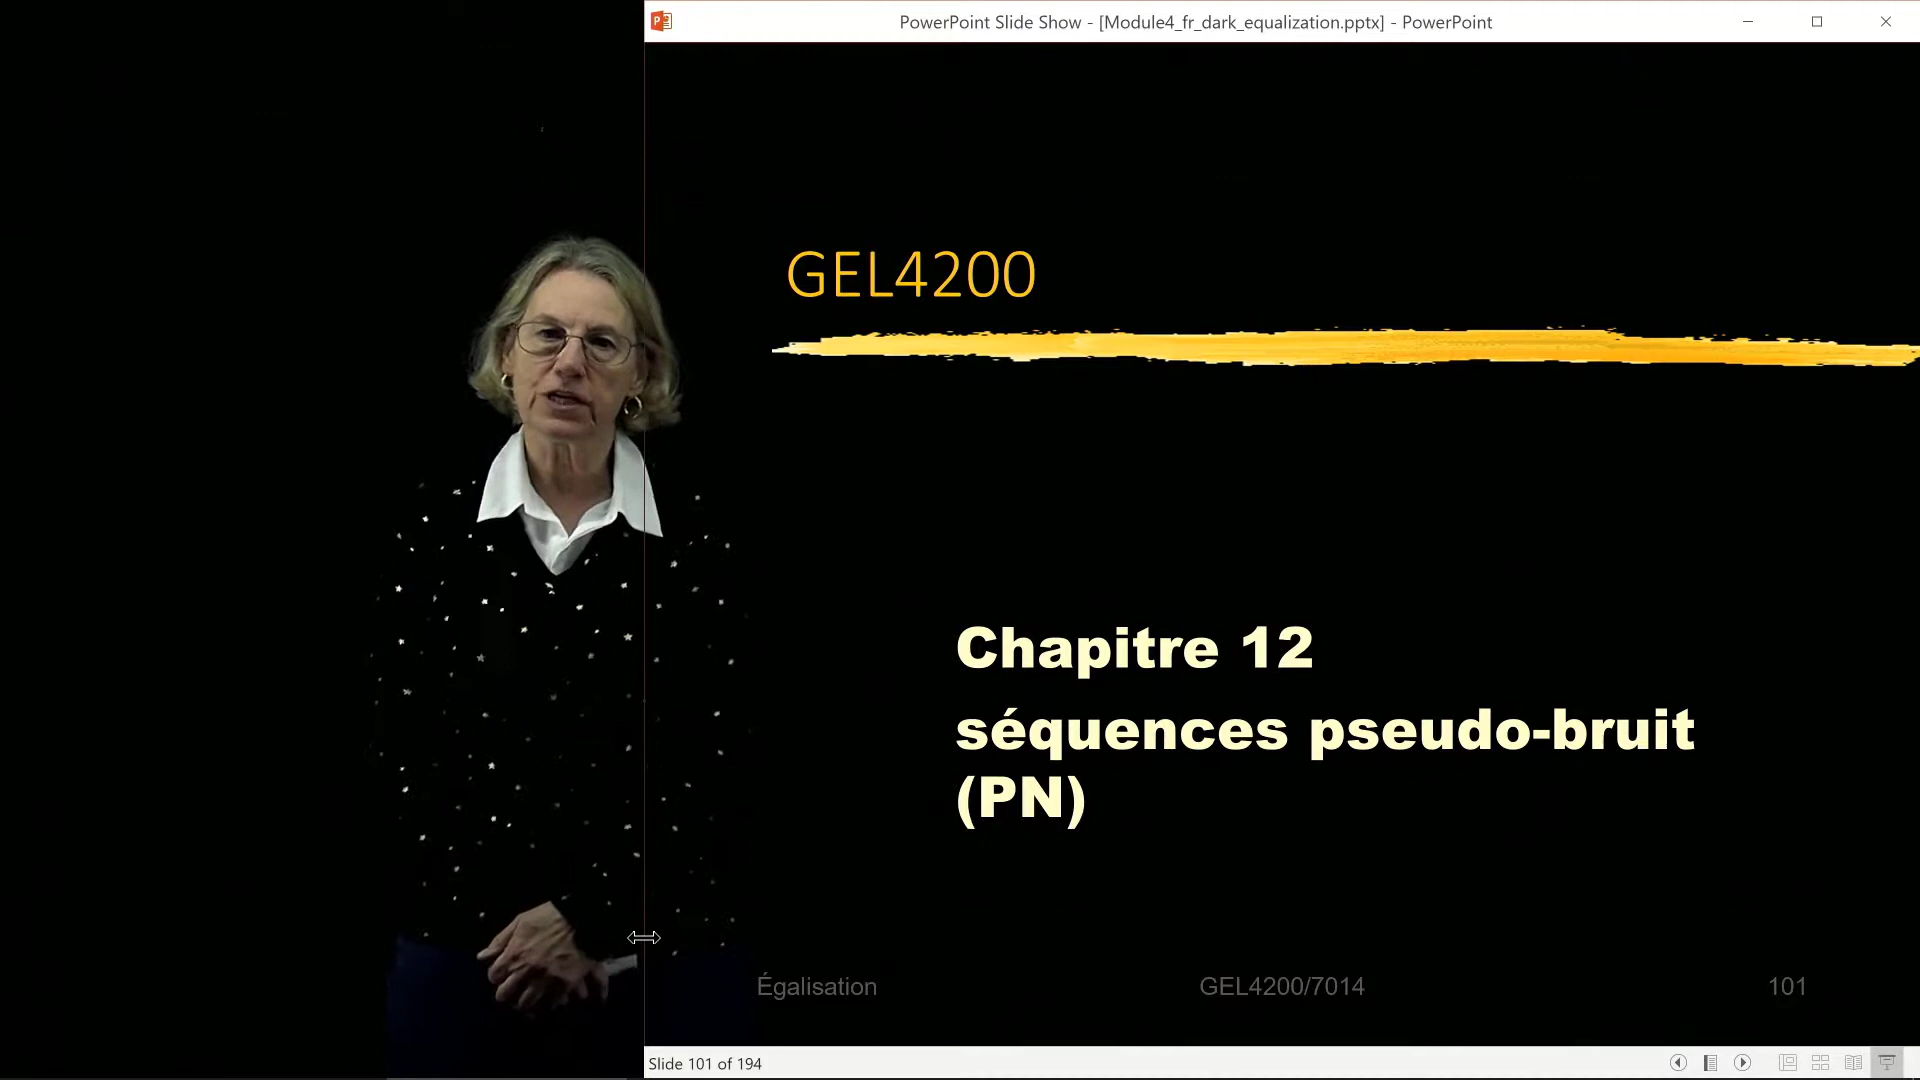 PowerPoint Slide Show - [Module4_fr_dark_equalization.pptx] - PowerPoint
GEL4200
Chapitre 12
séquences pseudo-bruit
(PN)
Égalisation GEL4200/7014 101
Slide 101 of 194